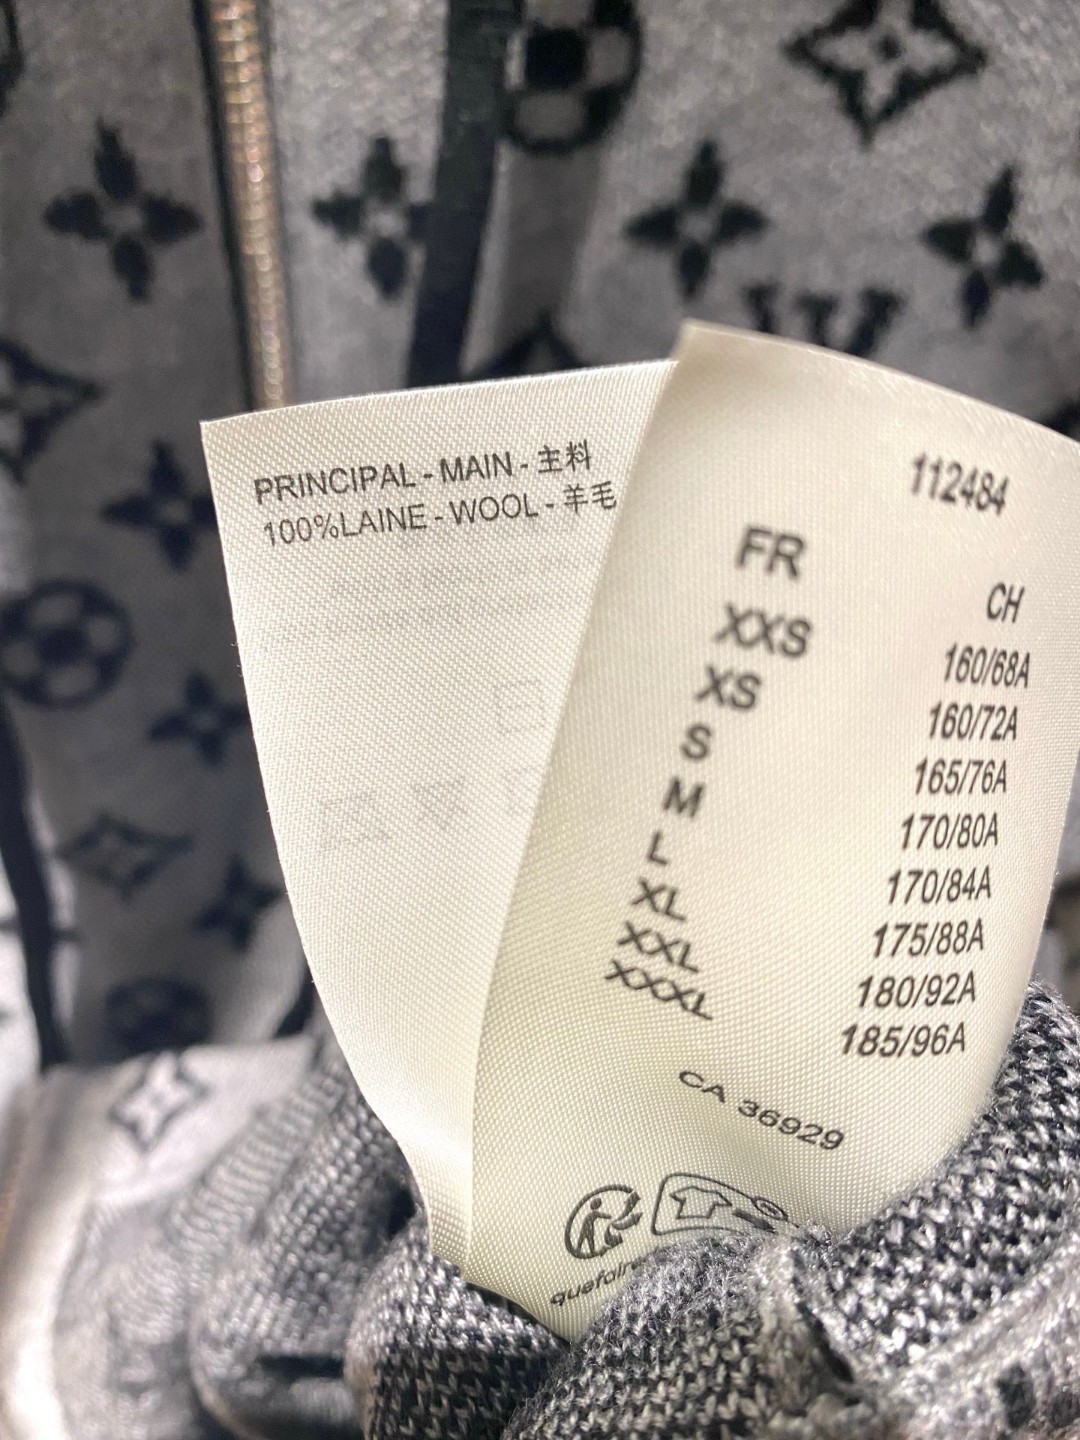 PRINCIPAL - MAIN - 主料
100%LAINE - WOOL - 羊毛
112484
FR CH
XXS 160/68A
XS 160/72A
S 165/76A
M 170/80A
L 170/84A
XL 175/88A
XXL 180/92A
XXXL 185/96A
CA 36929
quefaire